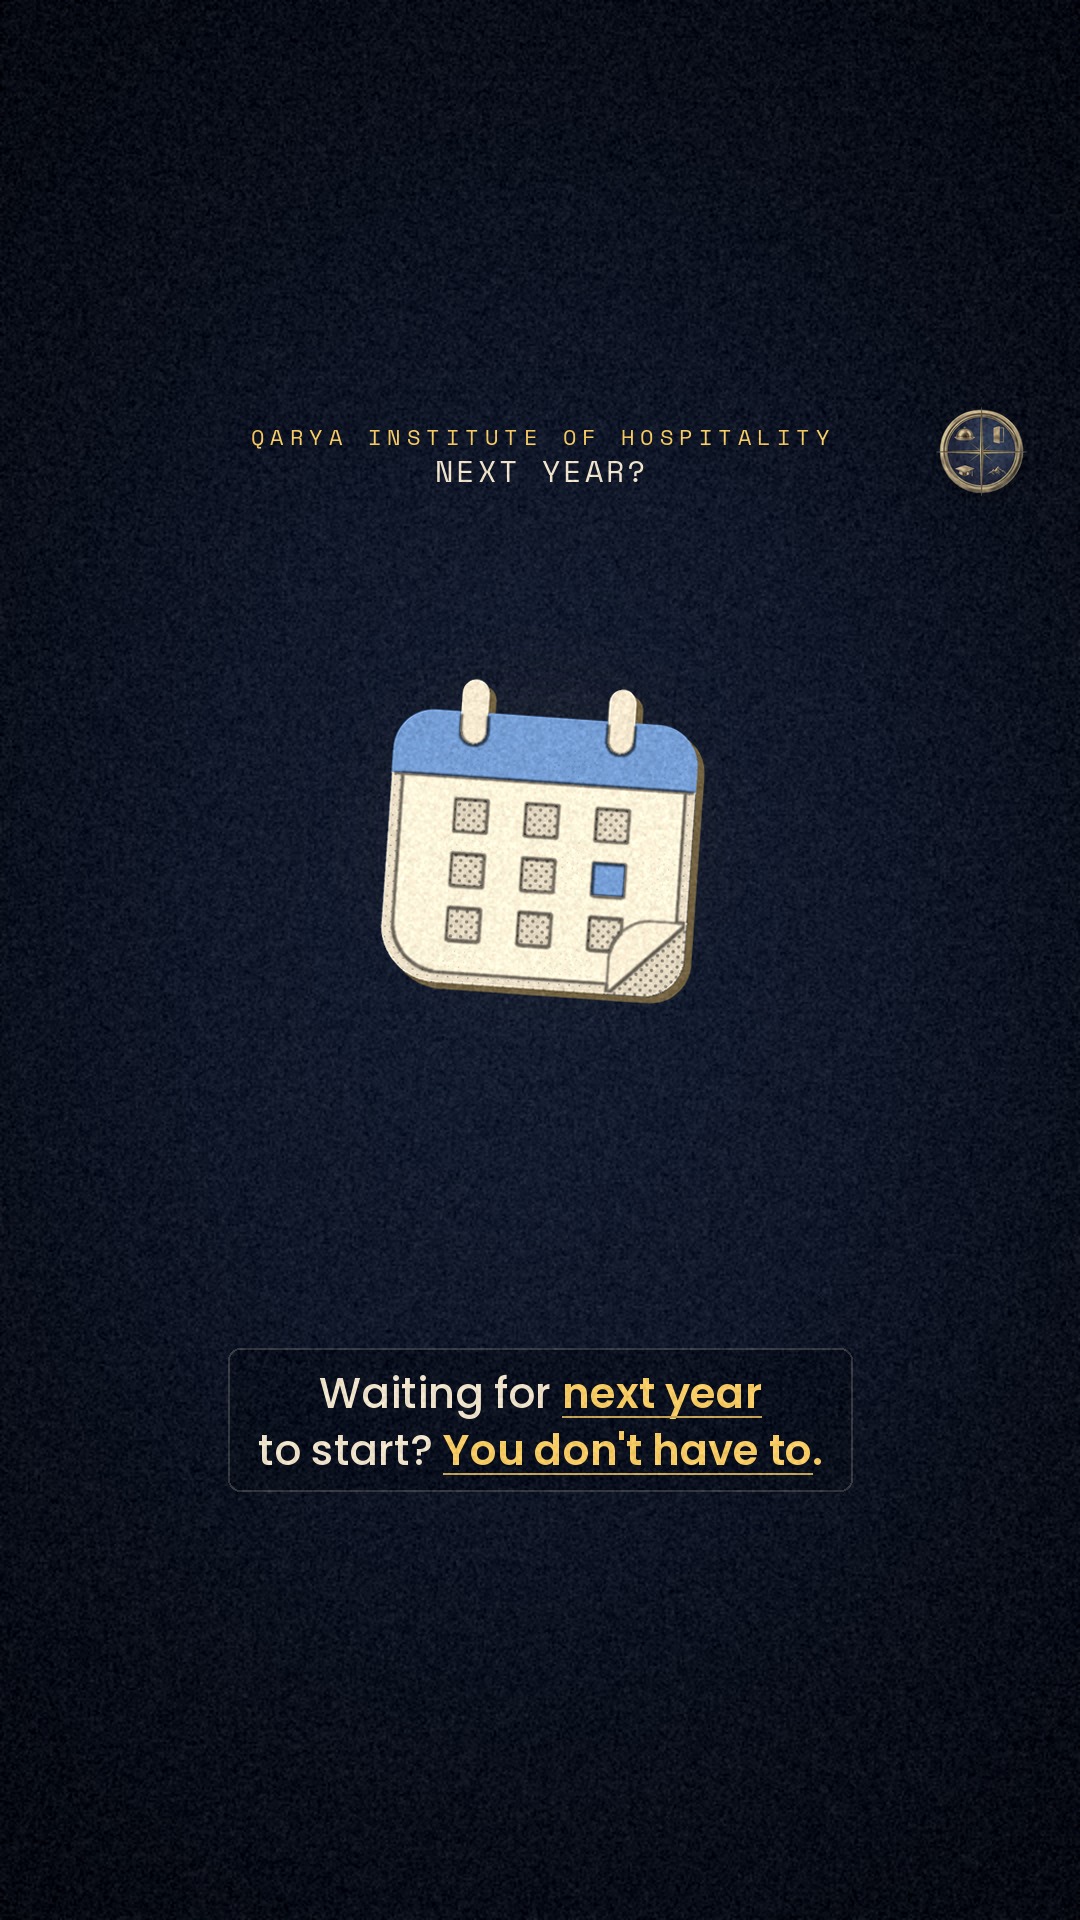 QARYA INSTITUTE OF HOSPITALITY
NEXT YEAR?
Waiting for next year
to start? You don't have to.